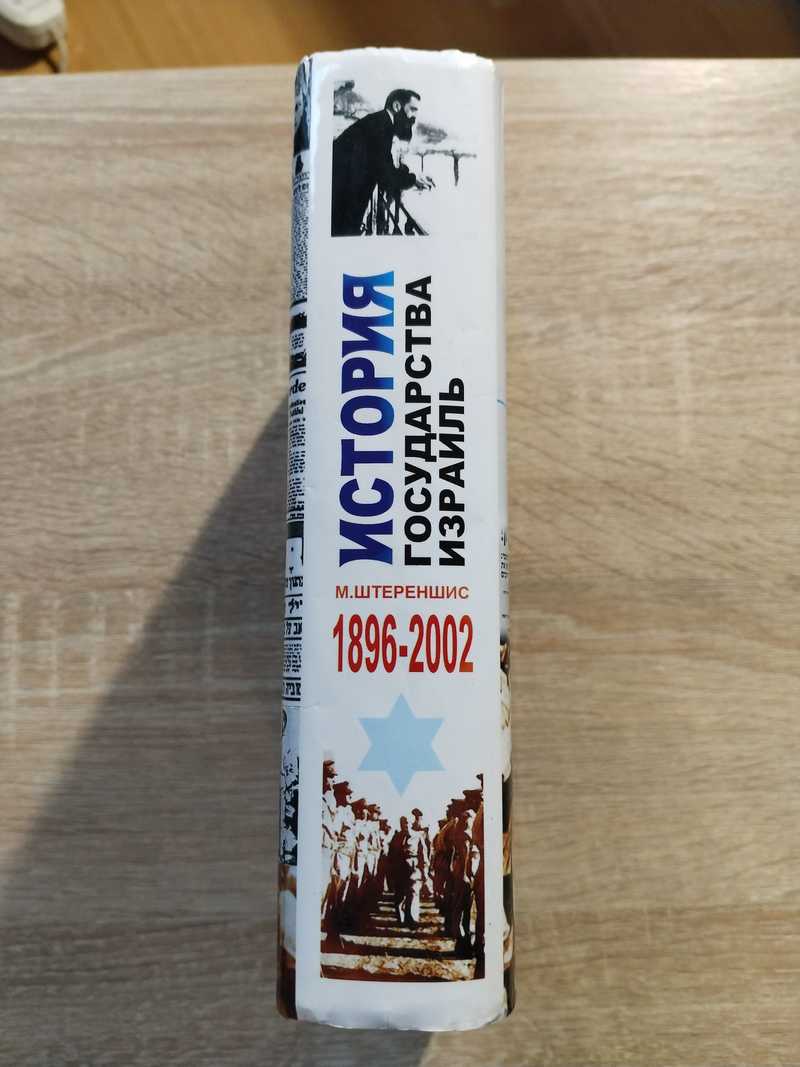 ИСТОРИЯ
ГОСУДАРСТВА
ИЗРАИЛЬ
М.ШТЕРЕНШИС
1896-2002